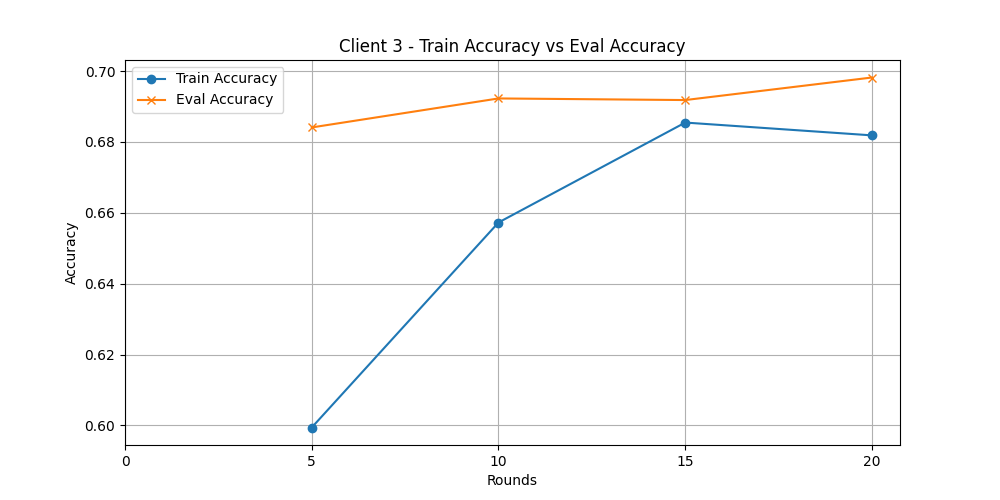 Client 3 - Train Accuracy vs Eval Accuracy
Train Accuracy
Eval Accuracy
0.70
0.68
0.66
0.64
0.62
0.60
Accuracy
0 5 10 15 20
Rounds